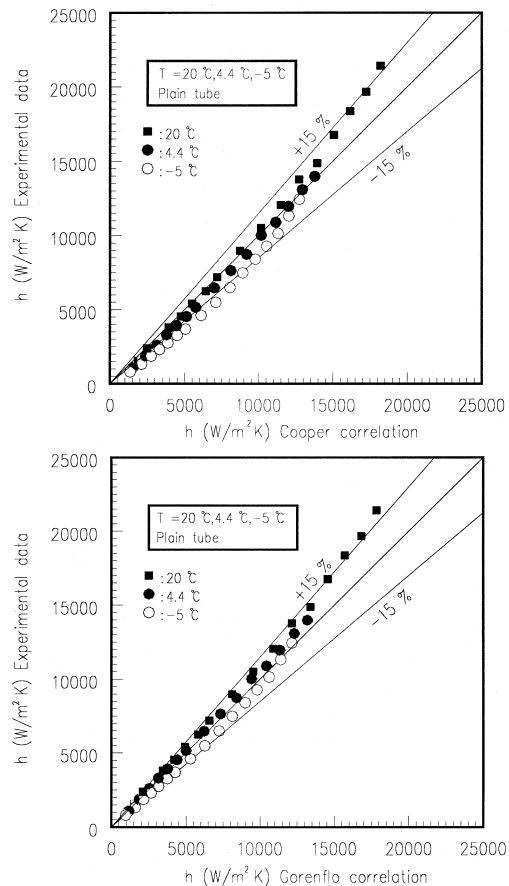 25000
20000
15000
10000
5000
0
h (W/m² K) Experimental data
T =20 ℃,4.4 ℃,-5 ℃
Plain tube
:20 ℃
:4.4 ℃
:-5 ℃
+15 %
-15 %
0 5000 10000 15000 20000 25000
h (W/m²K) Cooper correlation
25000
20000
15000
10000
5000
0
h (W/m² K) Experimental data
T =20 ℃,4.4 ℃,-5 ℃
Plain tube
:20 ℃
:4.4 ℃
:-5 ℃
+15 %
-15 %
0 5000 10000 15000 20000 25000
h (W/m²K) Gorenflo correlation